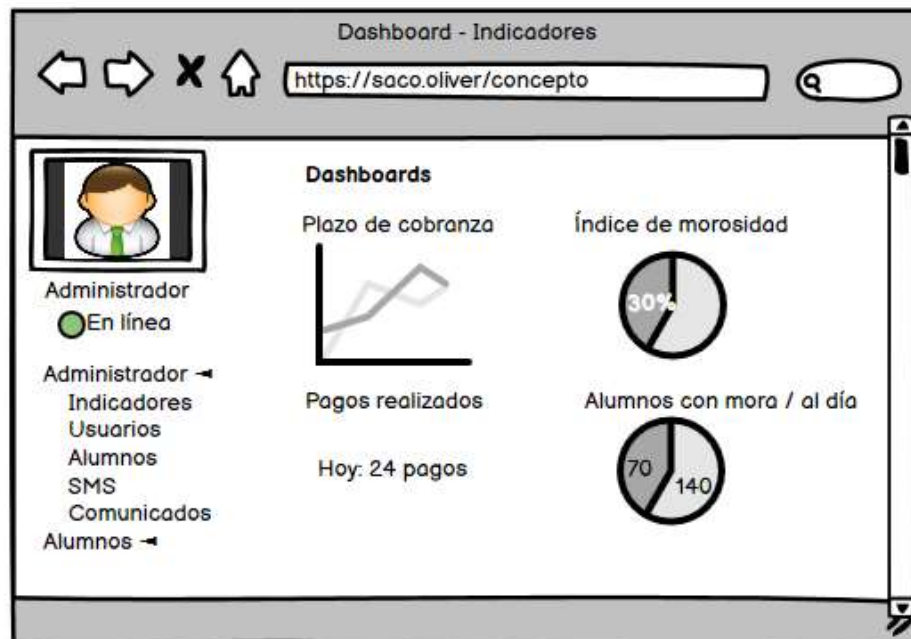 Dashboard - Indicadores
https://saco.oliver/concepto
Administrador
En línea
Administrador
Indicadores
Usuarios
Alumnos
SMS
Comunicados
Alumnos
Dashboards
Plazo de cobranza
Índice de morosidad
30%
Pagos realizados
Alumnos con mora / al día
Hoy: 24 pagos
70
140